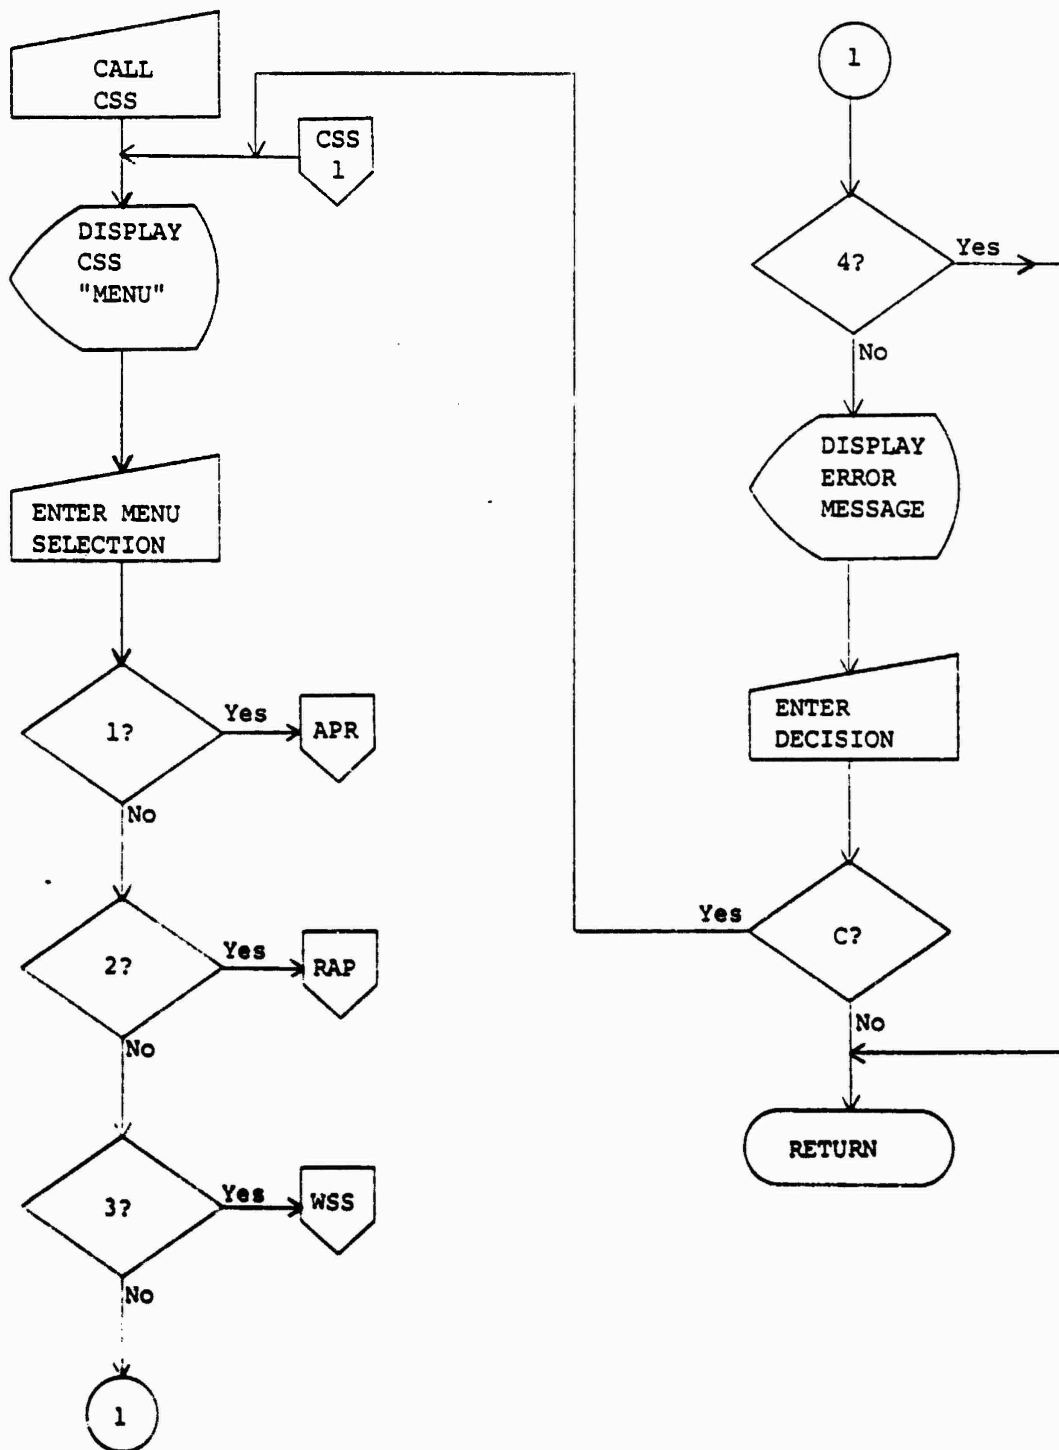 CALL
CSS
CSS
1
DISPLAY
CSS
"MENU"
ENTER MENU
SELECTION
1?
Yes
APR
No
2?
Yes
RAP
No
3?
Yes
WSS
No
1
1
4?
Yes
No
DISPLAY
ERROR
MESSAGE
ENTER
DECISION
C?
Yes
No
RETURN